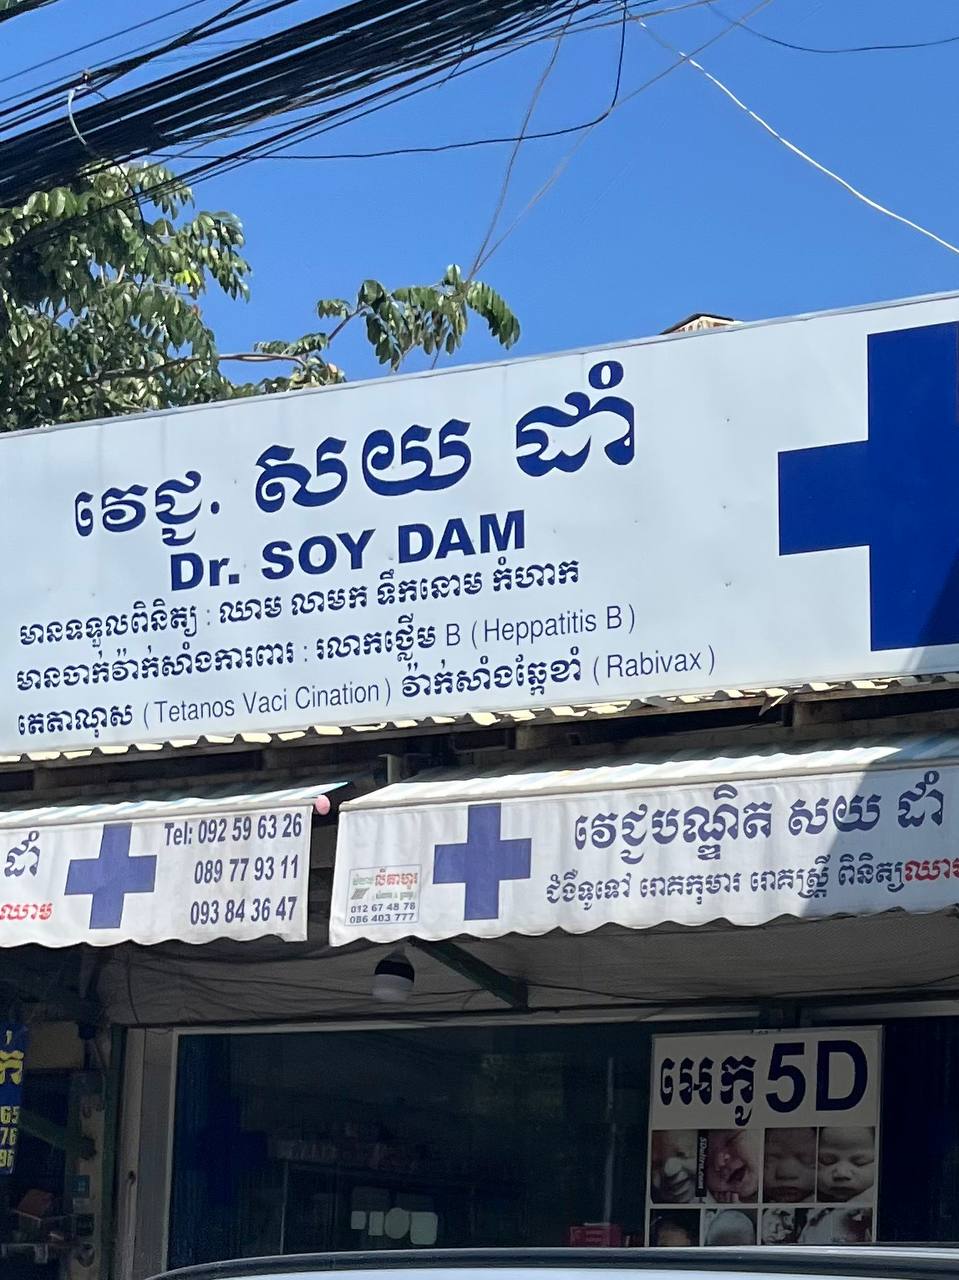 វេជ្ជ. សយ ដាំ
Dr. SOY DAM
មានទទួលពិនិត្យ : ឈាម លាមក ទឹកនោម កំហាក
មានចាក់វ៉ាក់សាំងការពារ : រលាកថ្លើម B (Heppatitis B)
តេតាណុស (Tetanos Vaci Cination) វ៉ាក់សាំងឆ្កែខាំ (Rabivax)
ដាំ
ឈាម
Tel: 092 59 63 26
089 77 93 11
093 84 36 47
012 67 48 78
086 403 777
វេជ្ជបណ្ឌិត សយ ដាំ
ជំងឺទូទៅ រោគកុមារ រោគស្ត្រី ពិនិត្យឈាម
អេកូ 5D
65
76
96